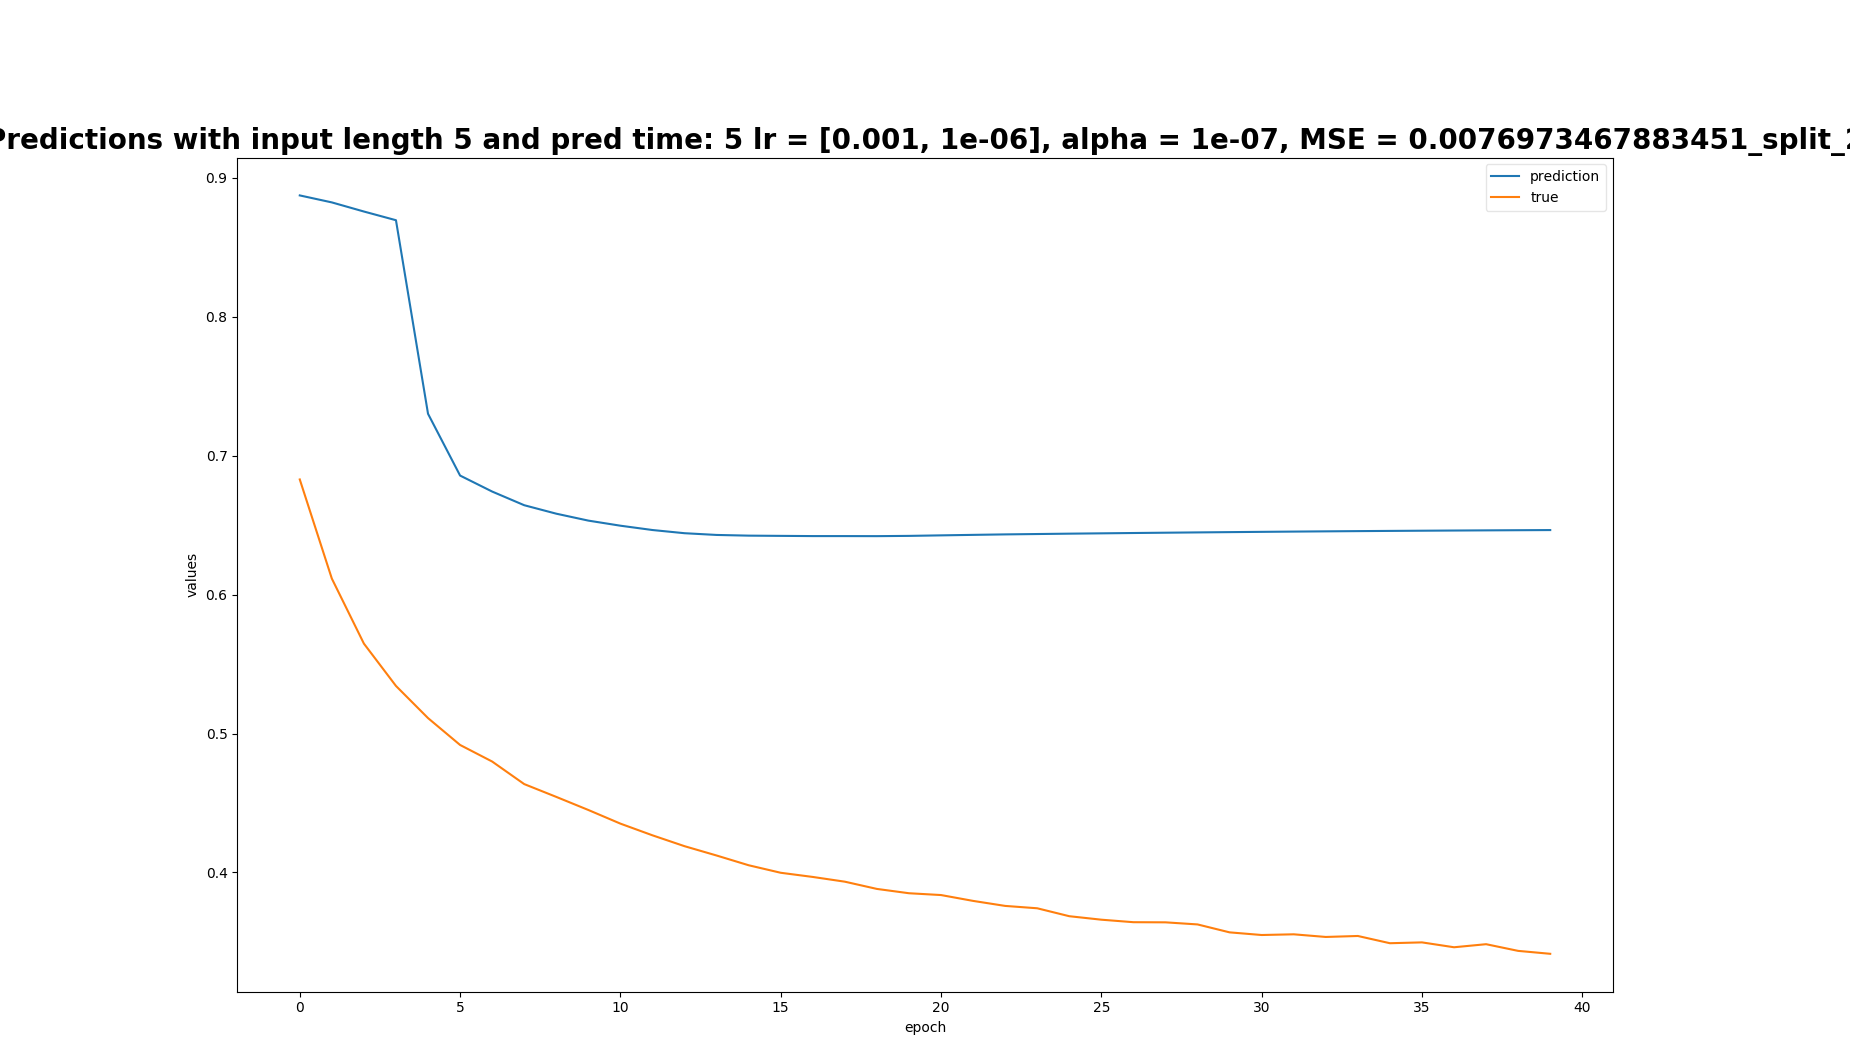 Predictions with input length 5 and pred time: 5 lr = [0.001, 1e-06], alpha = 1e-07, MSE = 0.0076973467883451_split_2
prediction
true
0.9
0.8
0.7
0.6
0.5
0.4
values
0 5 10 15 20 25 30 35 40
epoch